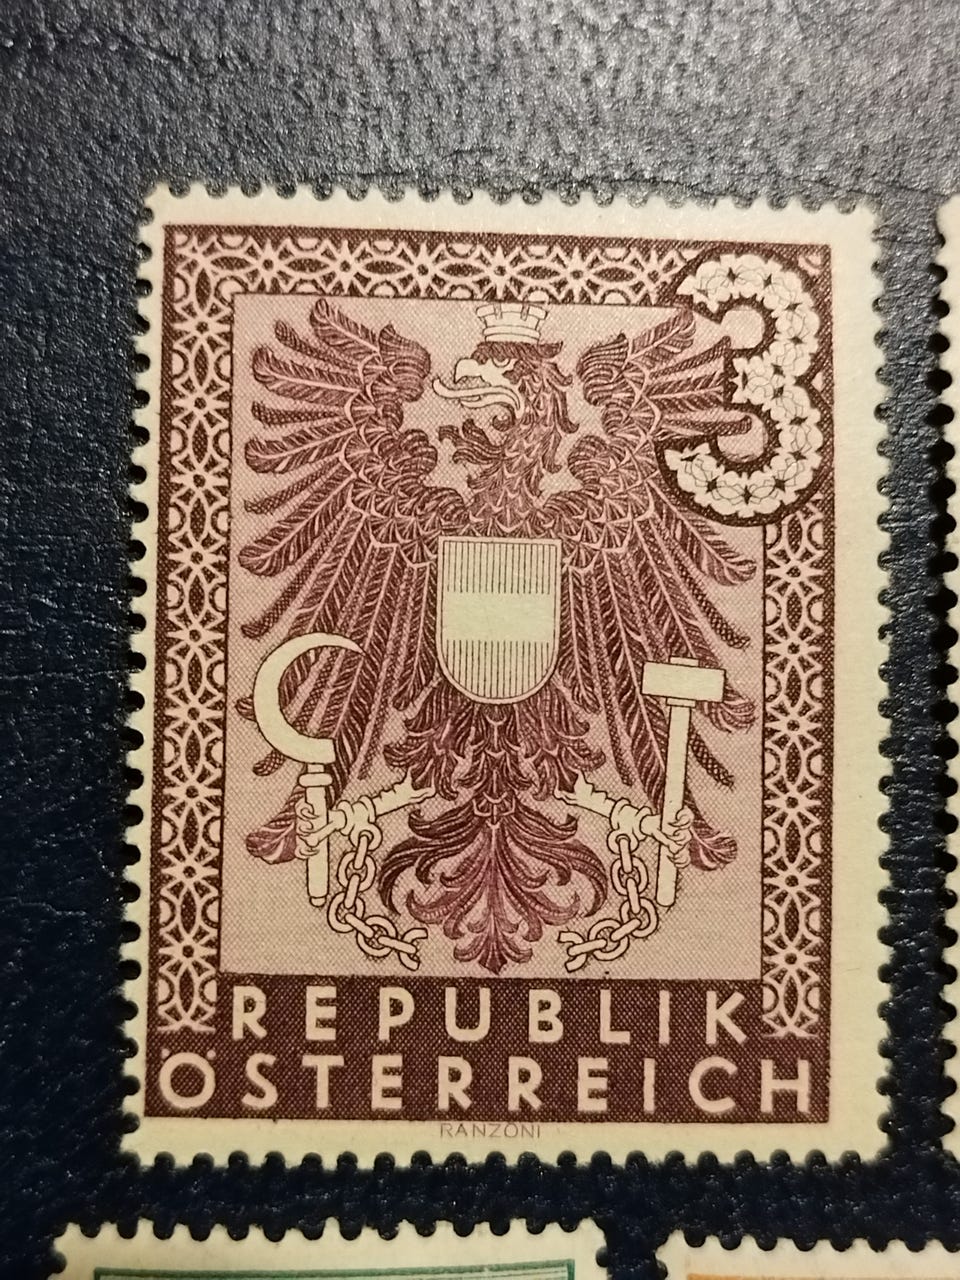 3
REPUBLIK
ÖSTERREICH
RANZONI